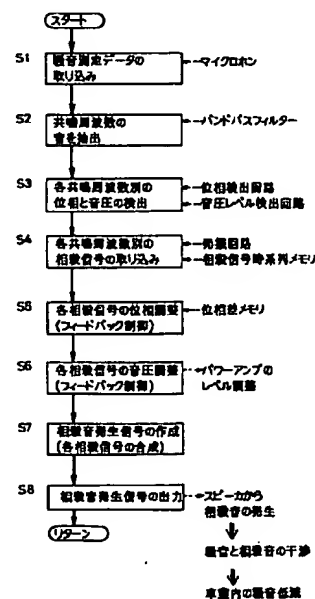 スタート
S1
騒音測定データの
取り込み
マイクロホン
S2
共鳴周波数の
音を抽出
バンドパスフィルター
S3
各共鳴周波数別の
位相と音圧の検出
位相検出回路
音圧レベル検出回路
S4
各共鳴周波数別の
相殺信号の取り込み
発振回路
相殺信号時系列メモリ
S5
各相殺信号の位相調整
(フィードバック制御)
位相差メモリ
S6
各相殺信号の音圧調整
(フィードバック制御)
パワーアンプの
レベル調整
S7
相殺音発生信号の作成
(各相殺信号の合成)
S8
相殺音発生信号の出力
スピーカから
相殺音の発生
リターン
騒音と相殺音の干渉
車室内の騒音低減